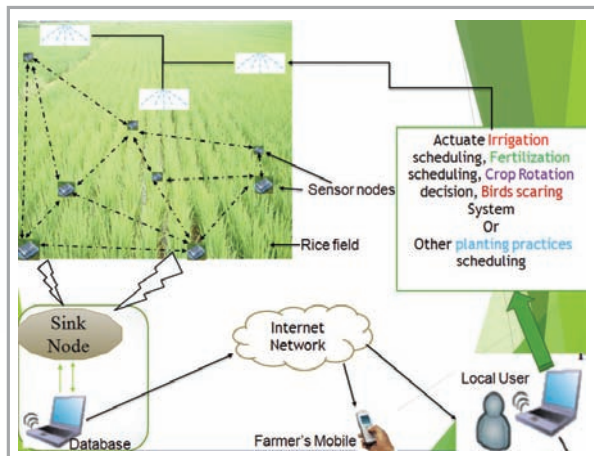 Actuate Irrigation
scheduling, Fertilization
scheduling, Crop Rotation
decision, Birds scaring
System
Or
Other planting practices
scheduling
Sensor nodes
Rice field
Sink
Node
Internet
Network
Local User
Database
Farmer's Mobile